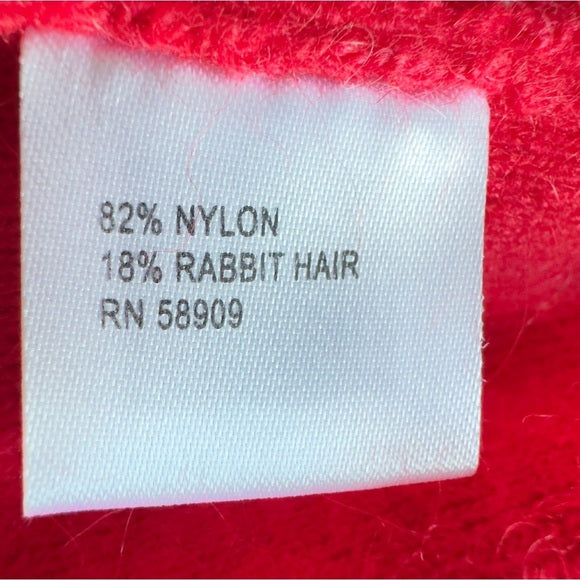 82% NYLON
18% RABBIT HAIR
RN 58909